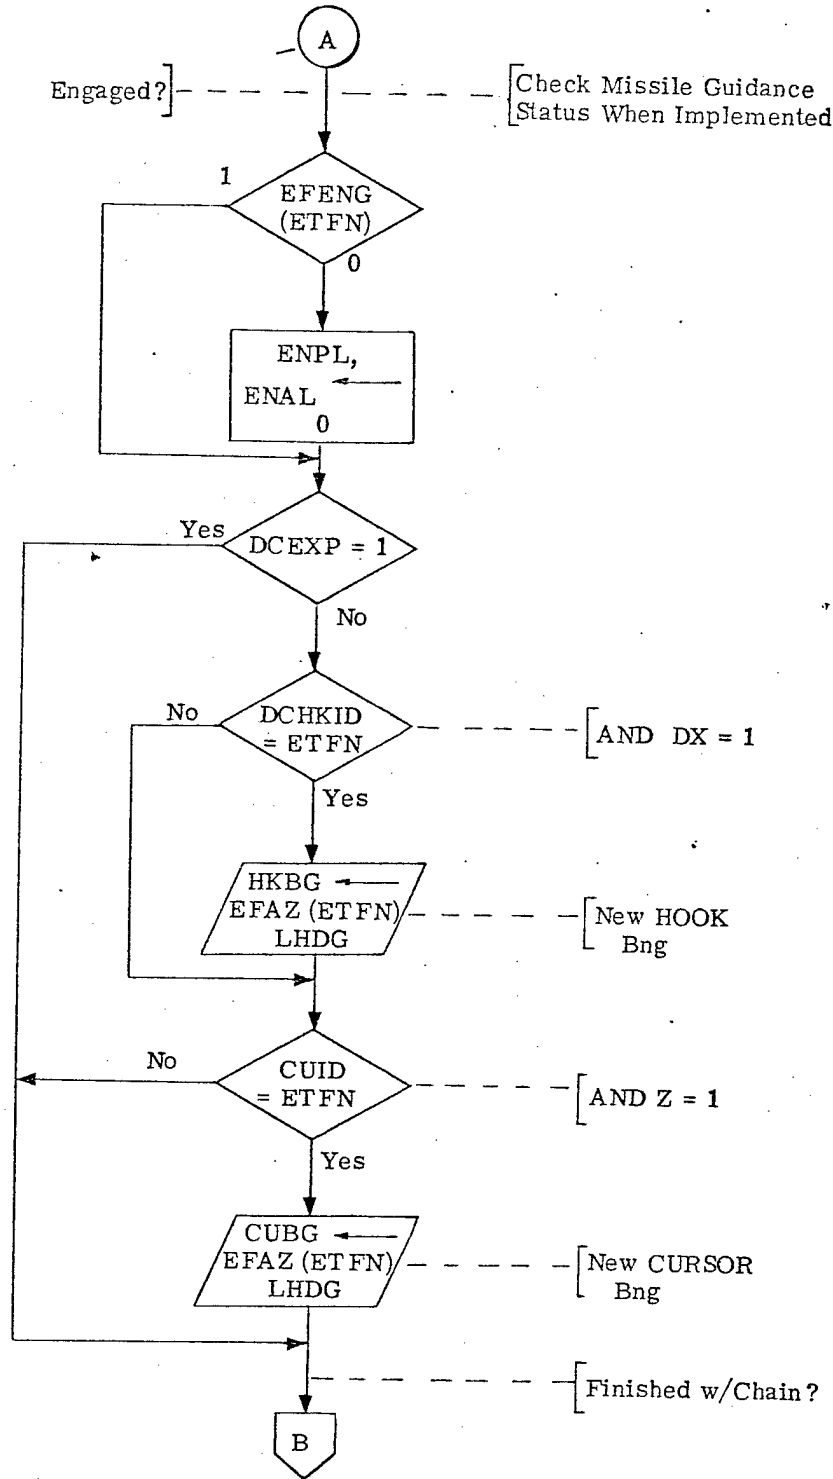 A
Engaged?
Check Missile Guidance
Status When Implemented
1
EFENG
(ETFN)
0
ENPL,
ENAL
0
Yes
DCEXP = 1
No
No
DCHKID
= ETFN
AND DX = 1
Yes
HKBG
EFAZ (ETFN)
LHDG
New HOOK
Bng
No
CUID
= ETFN
AND Z = 1
Yes
CUBG
EFAZ (ETFN)
LHDG
New CURSOR
Bng
Finished w/Chain?
B